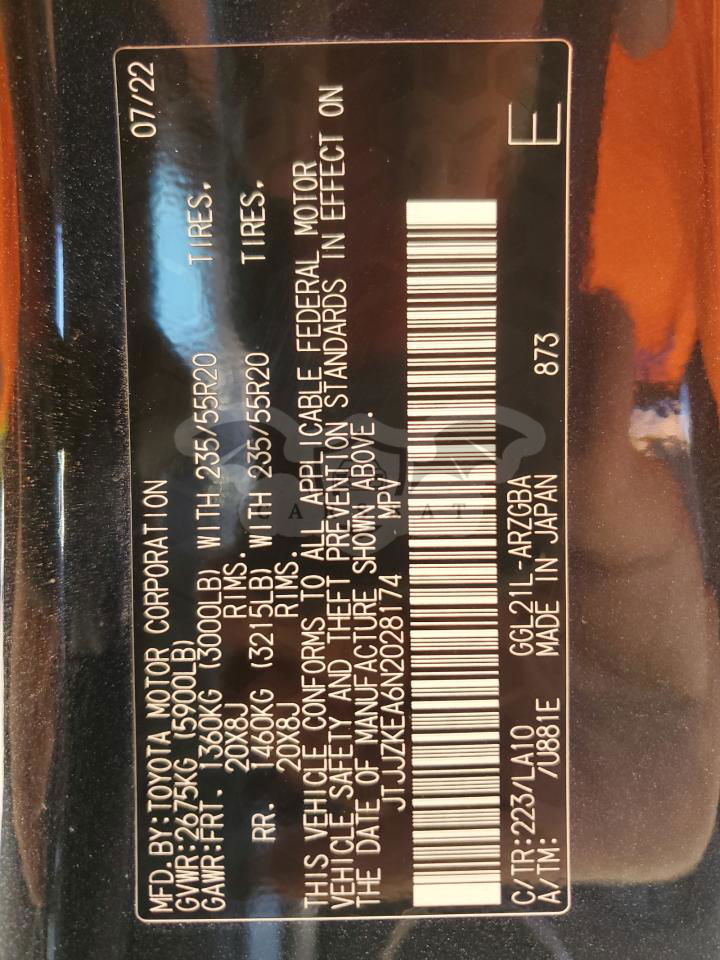 MFD.BY:TOYOTA MOTOR CORPORATION 07/22
GVWR:2675KG (5900LB)
GAWR:FRT. 1360KG (3000LB) WITH 235/55R20 TIRES.
20X8J RIMS.
RR. 1460KG (3215LB) WITH 235/55R20 TIRES.
20X8J RIMS.
THIS VEHICLE CONFORMS TO ALL APPLICABLE FEDERAL MOTOR
VEHICLE SAFETY AND THEFT PREVENTION STANDARDS IN EFFECT ON
THE DATE OF MANUFACTURE SHOWN ABOVE.
JTJJZKEA6N2028174 MPV
C/TR:223/LA10 GGL21L-ARZGBA 873 E
A/TM: /U881E MADE IN JAPAN